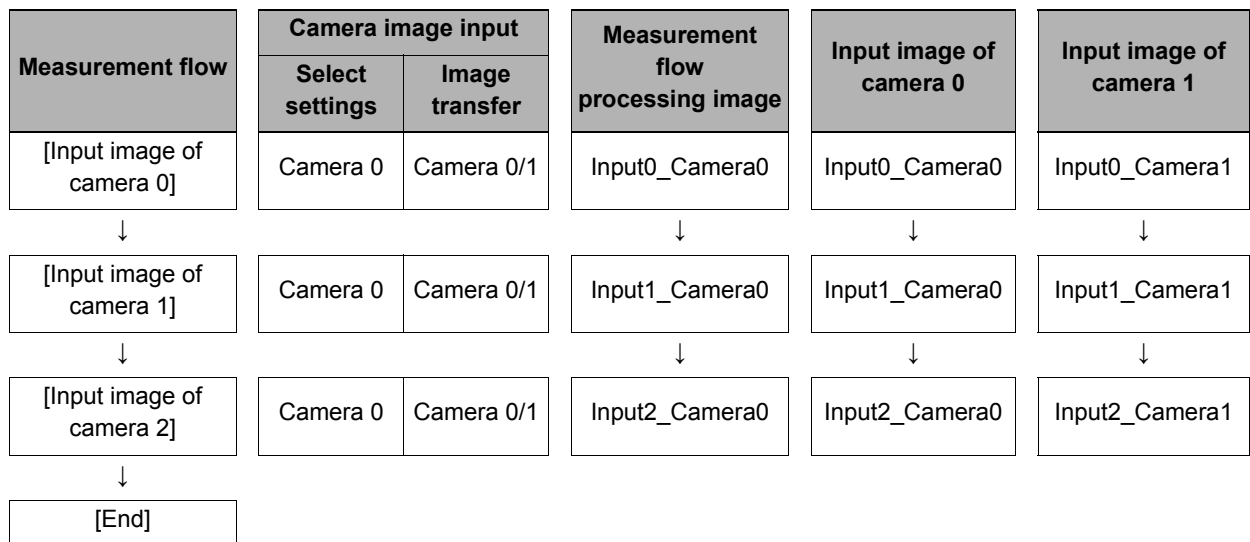 Measurement flow
Camera image input
Select
settings
Image
transfer
Measurement
flow
processing image
Input image of
camera 0
Input image of
camera 1
[Input image of
camera 0]
Camera 0
Camera 0/1
Input0_Camera0
Input0_Camera0
Input0_Camera1
↓ ↓ ↓ ↓
[Input image of
camera 1]
Camera 0
Camera 0/1
Input1_Camera0
Input1_Camera0
Input1_Camera1
↓ ↓ ↓ ↓
[Input image of
camera 2]
Camera 0
Camera 0/1
Input2_Camera0
Input2_Camera0
Input2_Camera1
↓
[End]